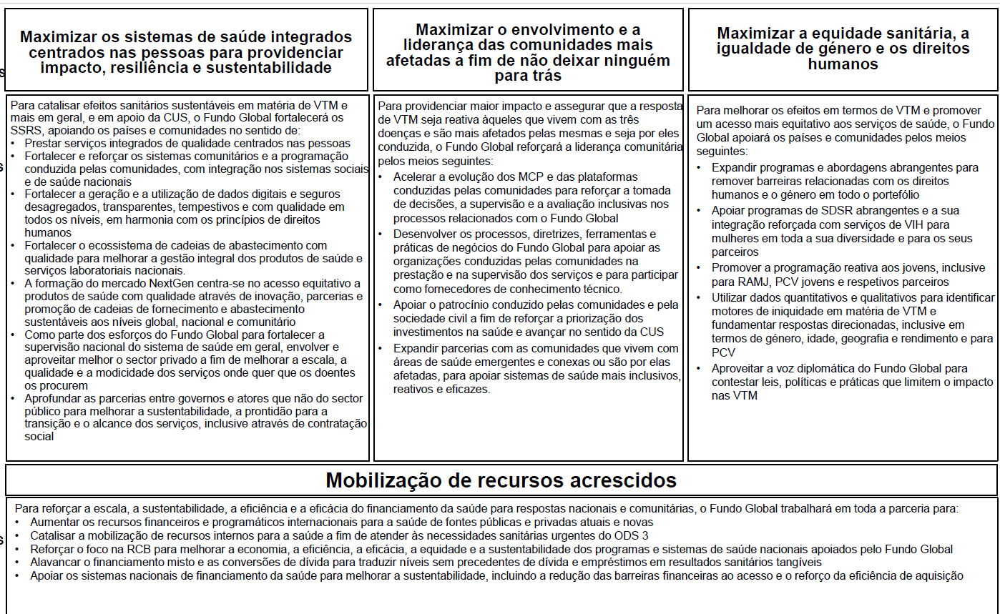 Maximizar os sistemas de saúde integrados
centrados nas pessoas para providenciar
impacto, resiliência e sustentabilidade
Para catalisar efeitos sanitários sustentáveis em matéria de VTM e
mais em geral, e em apoio da CUS, o Fundo Global fortalecerá os
SSRS, apoiando os países e comunidades no sentido de:
• Prestar serviços integrados de qualidade centrados nas pessoas
• Fortalecer e reforçar os sistemas comunitários e a programação
conduzida pelas comunidades, com integração nos sistemas sociais
e de saúde nacionais
• Fortalecer a geração e a utilização de dados digitais e seguros
desagregados, transparentes, tempestivos e com qualidade em
todos os níveis, em harmonia com os princípios de direitos
humanos
• Fortalecer o ecossistema de cadeias de abastecimento com
qualidade para melhorar a gestão integral dos produtos de saúde e
serviços laboratoriais nacionais.
• A formação do mercado NextGen centra-se no acesso equitativo a
produtos de saúde com qualidade através de inovação, parcerias e
promoção de cadeias de fornecimento e abastecimento
sustentáveis aos níveis global, nacional e comunitário
• Como parte dos esforços do Fundo Global para fortalecer a
supervisão nacional do sistema de saúde em geral, envolver e
aproveitar melhor o sector privado a fim de melhorar a escala, a
qualidade e a modicidade dos serviços onde quer que os doentes
os procurem
• Aprofundar as parcerias entre governos e atores que não do sector
público para melhorar a sustentabilidade, a prontidão para a
transição e o alcance dos serviços, inclusive através de contratação
social
Maximizar o envolvimento e a
liderança das comunidades mais
afetadas a fim de não deixar ninguém
para trás
Para providenciar maior impacto e assegurar que a resposta
de VTM seja reativa àqueles que vivem com as três
doenças e são mais afetados pelas mesmas e seja por eles
conduzida, o Fundo Global reforçará a liderança comunitária
pelos meios seguintes:
• Acelerar a evolução dos MCP e das plataformas
conduzidas pelas comunidades para reforçar a tomada
de decisões, a supervisão e a avaliação inclusivas nos
processos relacionados com o Fundo Global
• Desenvolver os processos, diretrizes, ferramentas e
práticas de negócios do Fundo Global para apoiar as
organizações conduzidas pelas comunidades na
prestação e na supervisão dos serviços e para participar
como fornecedores de conhecimento técnico.
• Apoiar o patrocínio conduzido pelas comunidades e pela
sociedade civil a fim de reforçar a priorização dos
investimentos na saúde e avançar no sentido da CUS
• Expandir parcerias com as comunidades que vivem com
áreas de saúde emergentes e conexas ou são por elas
afetadas, para apoiar sistemas de saúde mais inclusivos,
reativos e eficazes.
Maximizar a equidade sanitária, a
igualdade de género e os direitos
humanos
Para melhorar os efeitos em termos de VTM e promover
um acesso mais equitativo aos serviços de saúde, o Fundo
Global apoiará os países e comunidades pelos meios
seguintes:
• Expandir programas e abordagens abrangentes para
remover barreiras relacionadas com os direitos
humanos e o género em todo o portefólio
• Apoiar programas de SDSR abrangentes e a sua
integração reforçada com serviços de VIH para
mulheres em toda a sua diversidade e para os seus
parceiros
• Promover a programação reativa aos jovens, inclusive
para RAMJ, PCV jovens e respetivos parceiros
• Utilizar dados quantitativos e qualitativos para identificar
motores de iniquidade em matéria de VTM e
fundamentar respostas direcionadas, inclusive em
termos de género, idade, geografia e rendimento e para
PCV
• Aproveitar a voz diplomática do Fundo Global para
contestar leis, políticas e práticas que limitem o impacto
nas VTM
Mobilização de recursos acrescidos
Para reforçar a escala, a sustentabilidade, a eficiência e a eficácia do financiamento da saúde para respostas nacionais e comunitárias, o Fundo Global trabalhará em toda a parceria para:
• Aumentar os recursos financeiros e programáticos internacionais para a saúde de fontes públicas e privadas atuais e novas
• Catalisar a mobilização de recursos internos para a saúde a fim de atender às necessidades sanitárias urgentes do ODS 3
• Reforçar o foco na RCB para melhorar a economia, a eficiência, a eficácia, a equidade e a sustentabilidade dos programas e sistemas de saúde nacionais apoiados pelo Fundo Global
• Alavancar o financiamento misto e as conversões de dívida para traduzir níveis sem precedentes de dívida e empréstimos em resultados sanitários tangíveis
• Apoiar os sistemas nacionais de financiamento da saúde para melhorar a sustentabilidade, incluindo a redução das barreiras financeiras ao acesso e o reforço da eficiência de aquisição